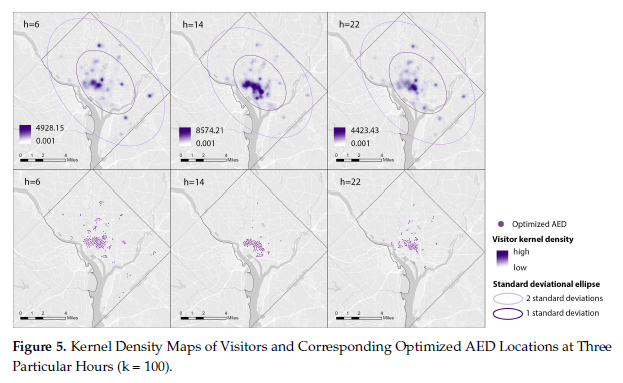 h=6
h=14
h=22
4928.15
0.001
8574.21
0.001
4423.43
0.001
0 1 2 4 Miles
0 1 2 4 Miles
0 1 2 4 Miles
h=6
h=14
h=22
0 1 2 4 Miles
0 1 2 4 Miles
0 1 2 4 Miles
Optimized AED
Visitor kernel density
high
low
Standard deviational ellipse
2 standard deviations
1 standard deviation
Figure 5. Kernel Density Maps of Visitors and Corresponding Optimized AED Locations at Three
Particular Hours (k = 100).